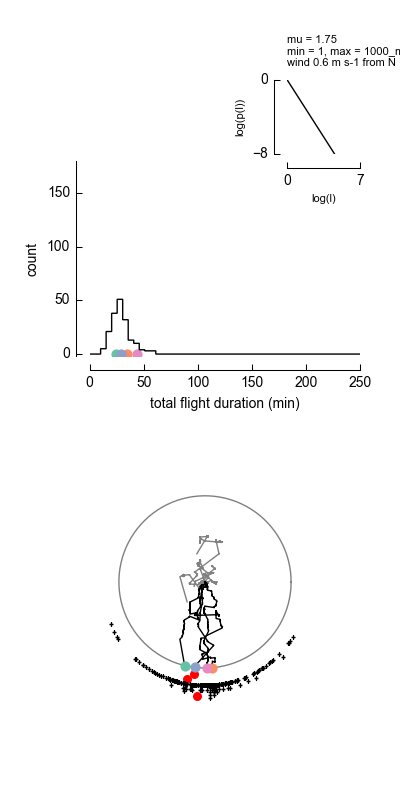 mu = 1.75
min = 1, max = 1000_m
wind 0.6 m s-1 from N
0
log(p(l))
−8
0
7
log(l)
150
100
50
0
count
0
50
100
150
200
250
total flight duration (min)